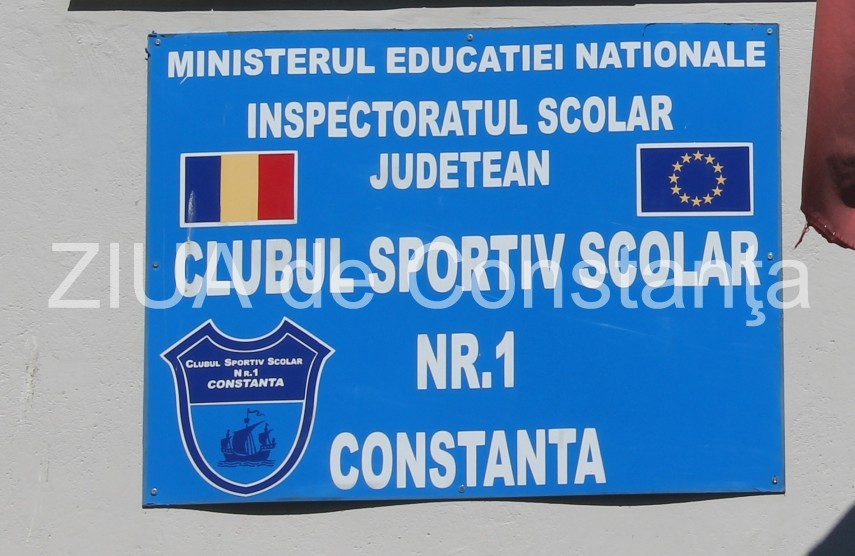 MINISTERUL EDUCATIEI NATIONALE
INSPECTORATUL SCOLAR
JUDETEAN
CLUBUL SPORTIV SCOLAR
ZIUA de Constanţa
NR.1
CLUBUL SPORTIV SCOLAR
NR.1
CONSTANTA
CONSTANTA